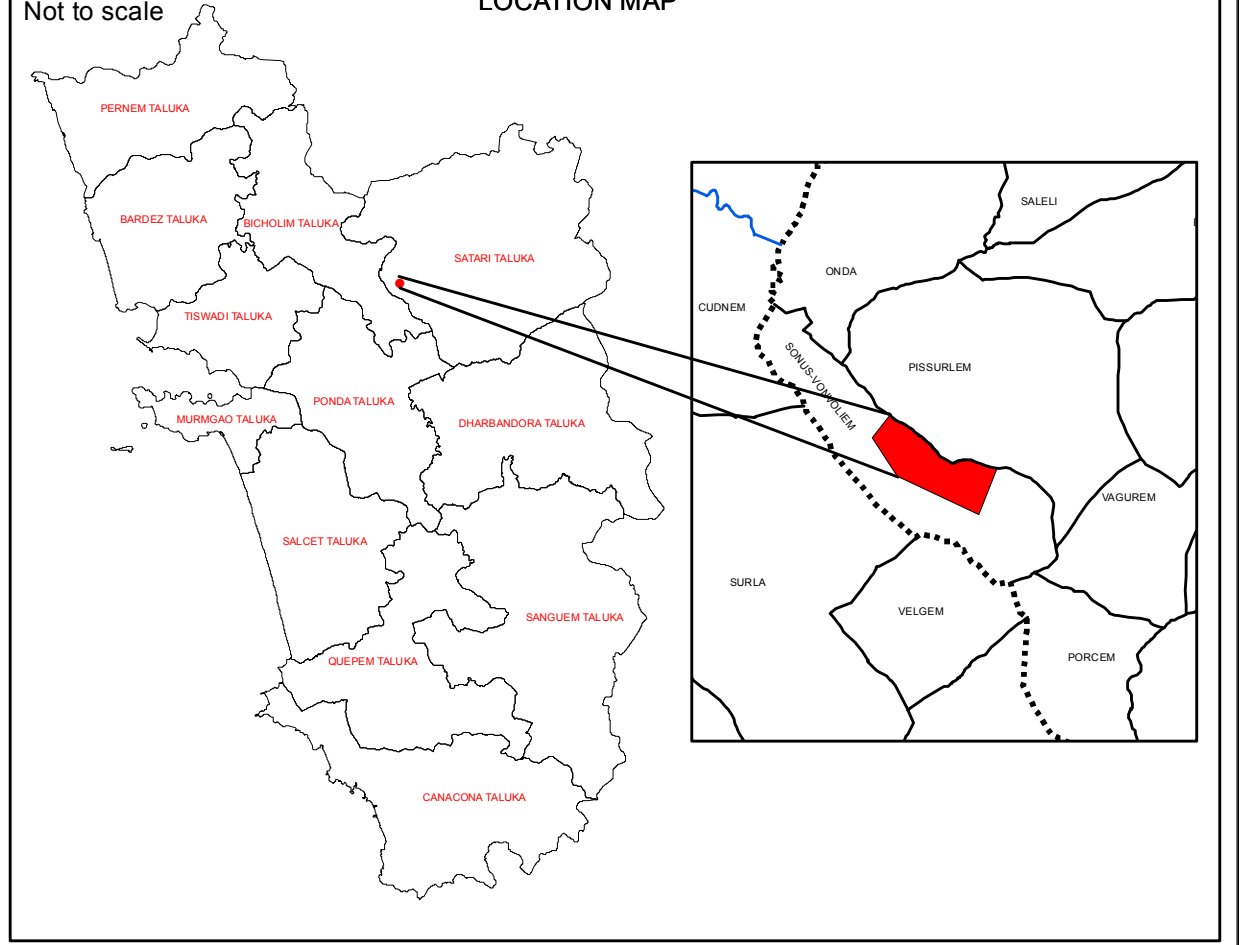 LOCATION MAP
Not to scale
PERNEM TALUKA
BARDEZ TALUKA
BICHOLIM TALUKA
SATARI TALUKA
TISWADI TALUKA
PONDA TALUKA
MURMGAO TALUKA
DHARBANDORA TALUKA
SALCET TALUKA
SANGUEM TALUKA
QUEPEM TALUKA
CANACONA TALUKA
SALELI
ONDA
CUDNEM
SONUS-VONVOLIEM
PISSURLEM
VAGUREM
SURLA
VELGEM
PORCEM